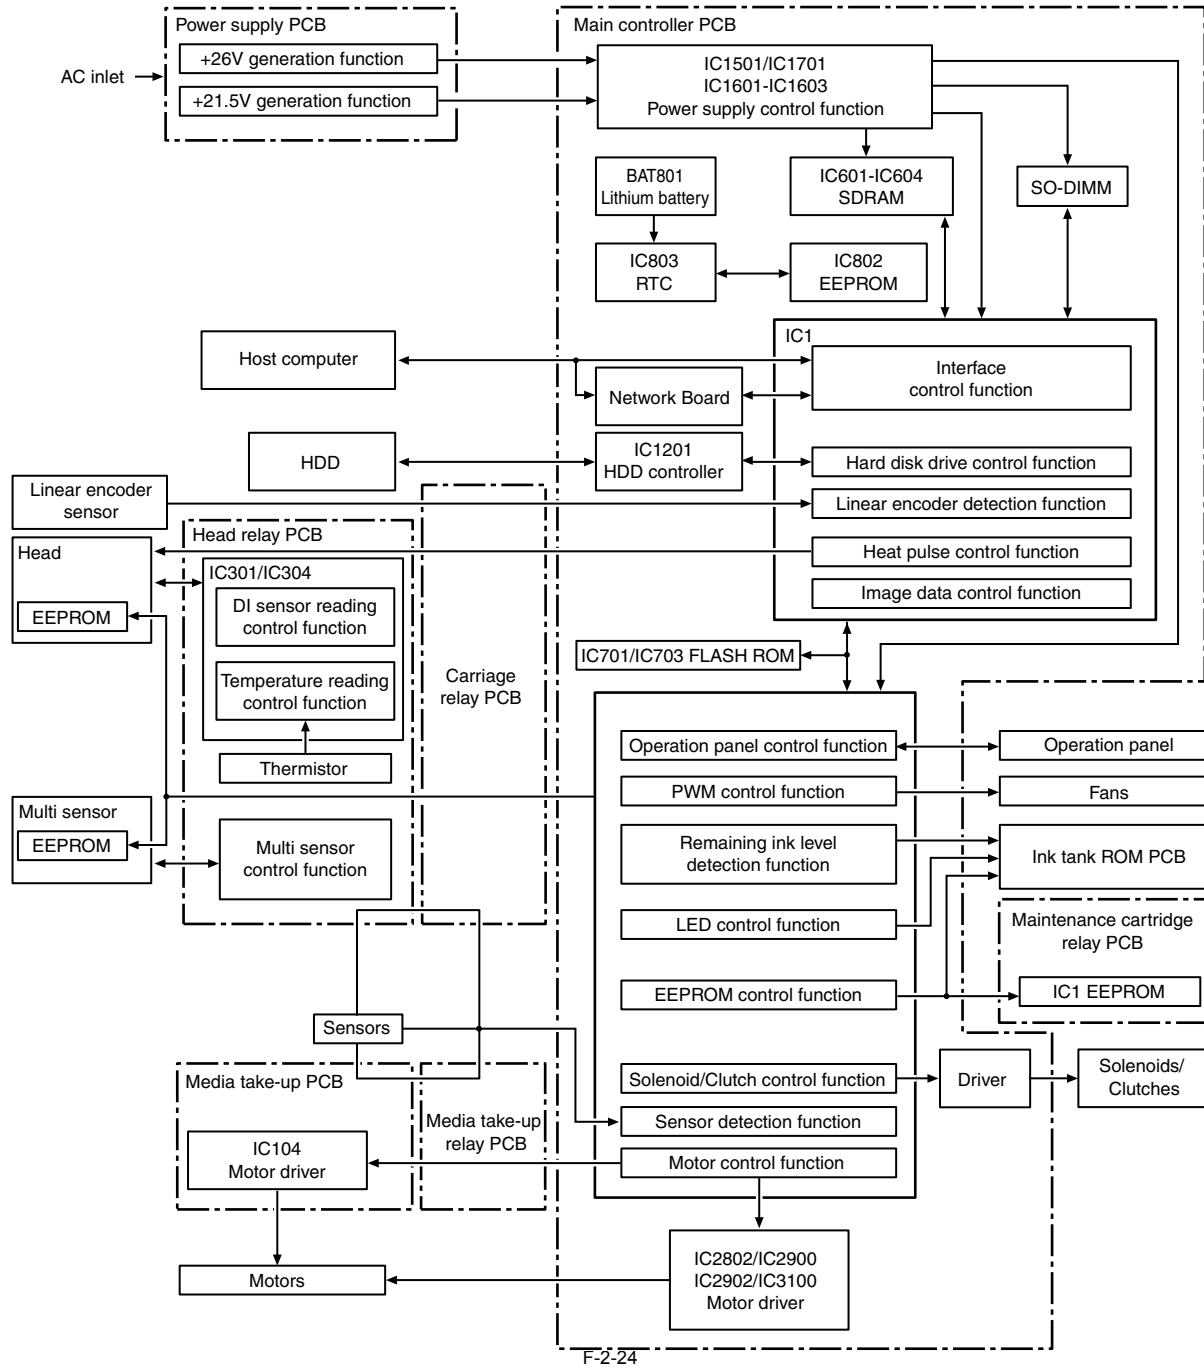 Power supply PCB
+26V generation function
AC inlet
+21.5V generation function
Main controller PCB
IC1501/IC1701
IC1601-IC1603
Power supply control function
BAT801
Lithium battery
IC601-IC604
SDRAM
SO-DIMM
IC803
RTC
IC802
EEPROM
IC1
Host computer
Interface
control function
Network Board
HDD
IC1201
HDD controller
Hard disk drive control function
Linear encoder
sensor
Linear encoder detection function
Head relay PCB
Head
Heat pulse control function
IC301/IC304
EEPROM
DI sensor reading
control function
Image data control function
IC701/IC703 FLASH ROM
Temperature reading
control function
Carriage
relay PCB
Thermistor
Operation panel control function
Operation panel
PWM control function
Fans
Multi sensor
EEPROM
Multi sensor
control function
Remaining ink level
detection function
Ink tank ROM PCB
LED control function
Maintenance cartridge
relay PCB
EEPROM control function
IC1 EEPROM
Sensors
Media take-up PCB
Solenoid/Clutch control function
Driver
Solenoids/
Clutches
Media take-up
relay PCB
Sensor detection function
IC104
Motor driver
Motor control function
IC2802/IC2900
IC2902/IC3100
Motor driver
Motors
F-2-24